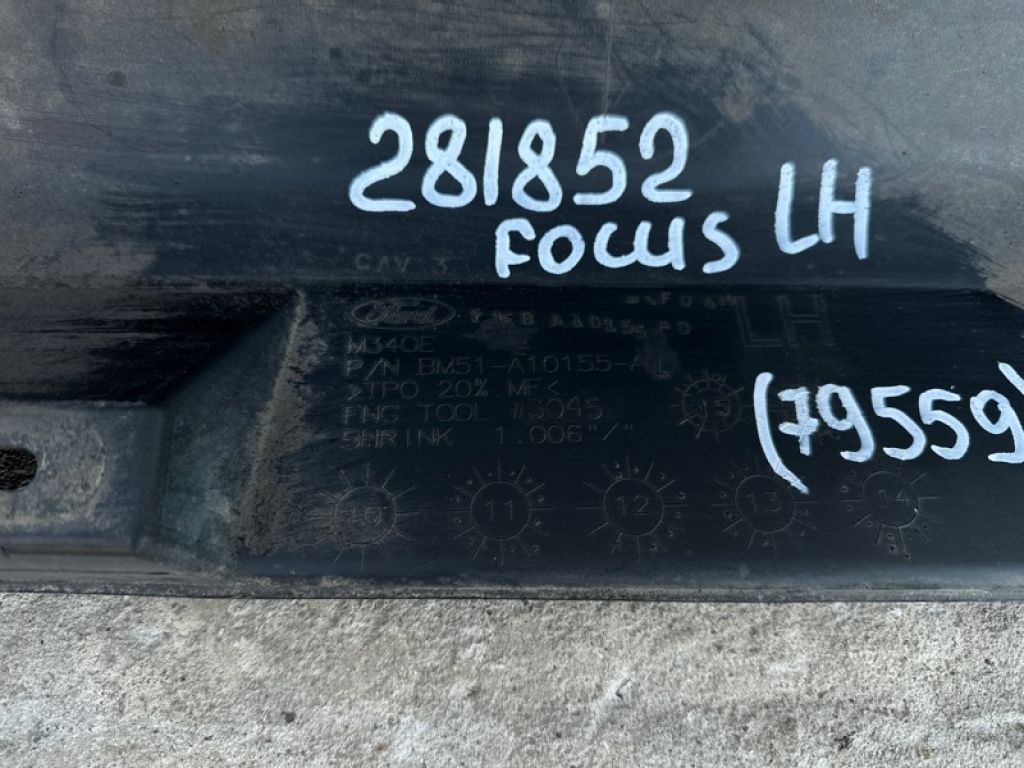 281852
FOCUS LH
CAV 3
Ford
LH
M340E
P/N BM51-A10155-A
>TPO 20% MF<
ENG TOOL #3045
SHRINK 1.006"/"
15
(79559)
10 11 12 13 14